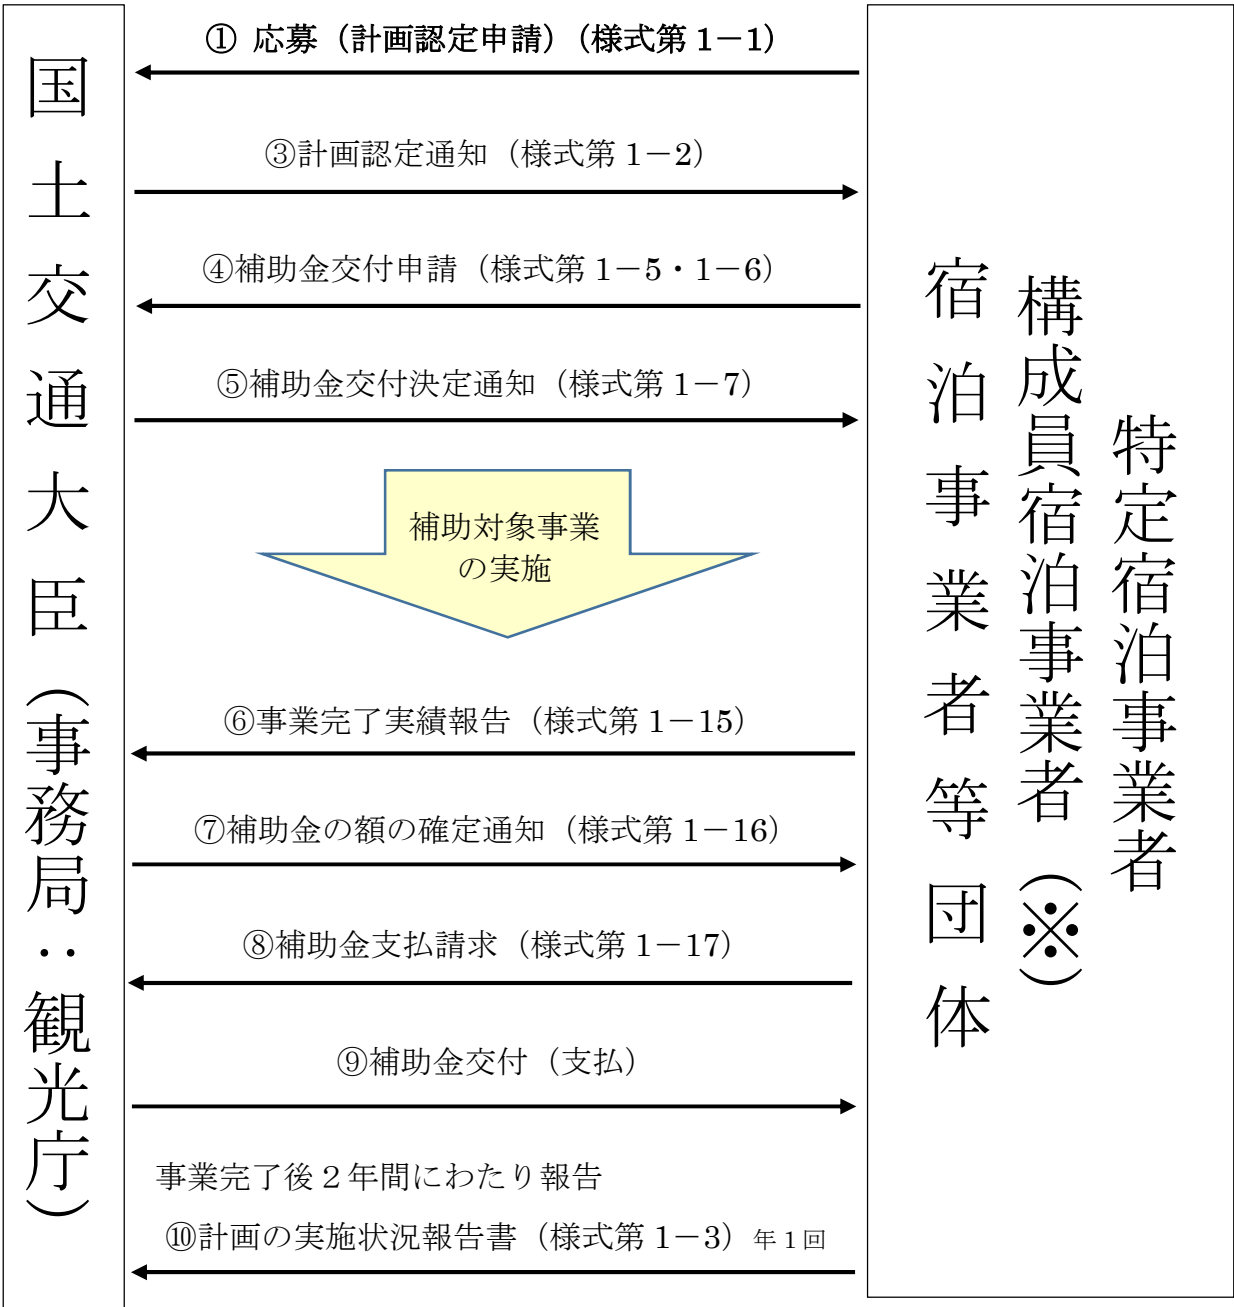 国土交通大臣（事務局：観光庁）
① 応募（計画認定申請）（様式第１−１）
③計画認定通知（様式第１−２）
④補助金交付申請（様式第１−５・１−６）
⑤補助金交付決定通知（様式第１−７）
補助対象事業
の実施
⑥事業完了実績報告（様式第１−15）
⑦補助金の額の確定通知（様式第１−16）
⑧補助金支払請求（様式第１−17）
⑨補助金交付（支払）
事業完了後２年間にわたり報告
⑩計画の実施状況報告書（様式第１−３）年１回
特定宿泊事業者
構成員宿泊事業者（※）
宿泊事業者等団体